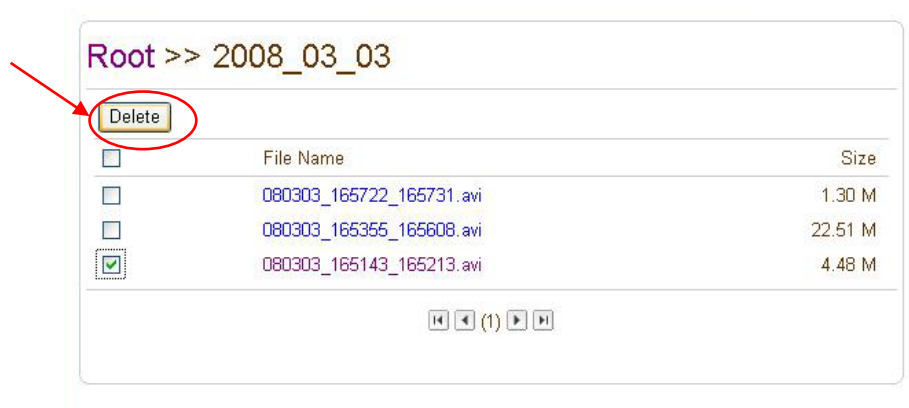 Root >> 2008_03_03
Delete
File Name Size
080303_165722_165731.avi 1.30 M
080303_165355_165608.avi 22.51 M
080303_165143_165213.avi 4.48 M
(1)